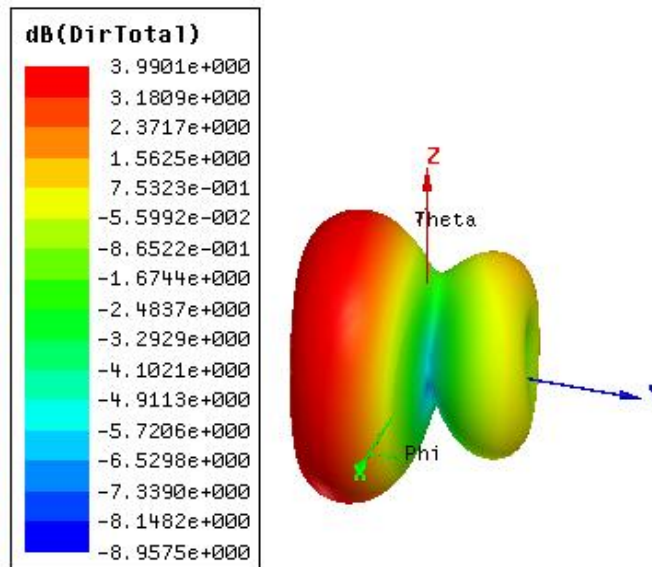 dB(DirTotal)
3.9901e+000
3.1809e+000
2.3717e+000
1.5625e+000
7.5323e-001
-5.5992e-002
-8.6522e-001
-1.6744e+000
-2.4837e+000
-3.2929e+000
-4.1021e+000
-4.9113e+000
-5.7206e+000
-6.5298e+000
-7.3390e+000
-8.1482e+000
-8.9575e+000
Z
Theta
Phi
X